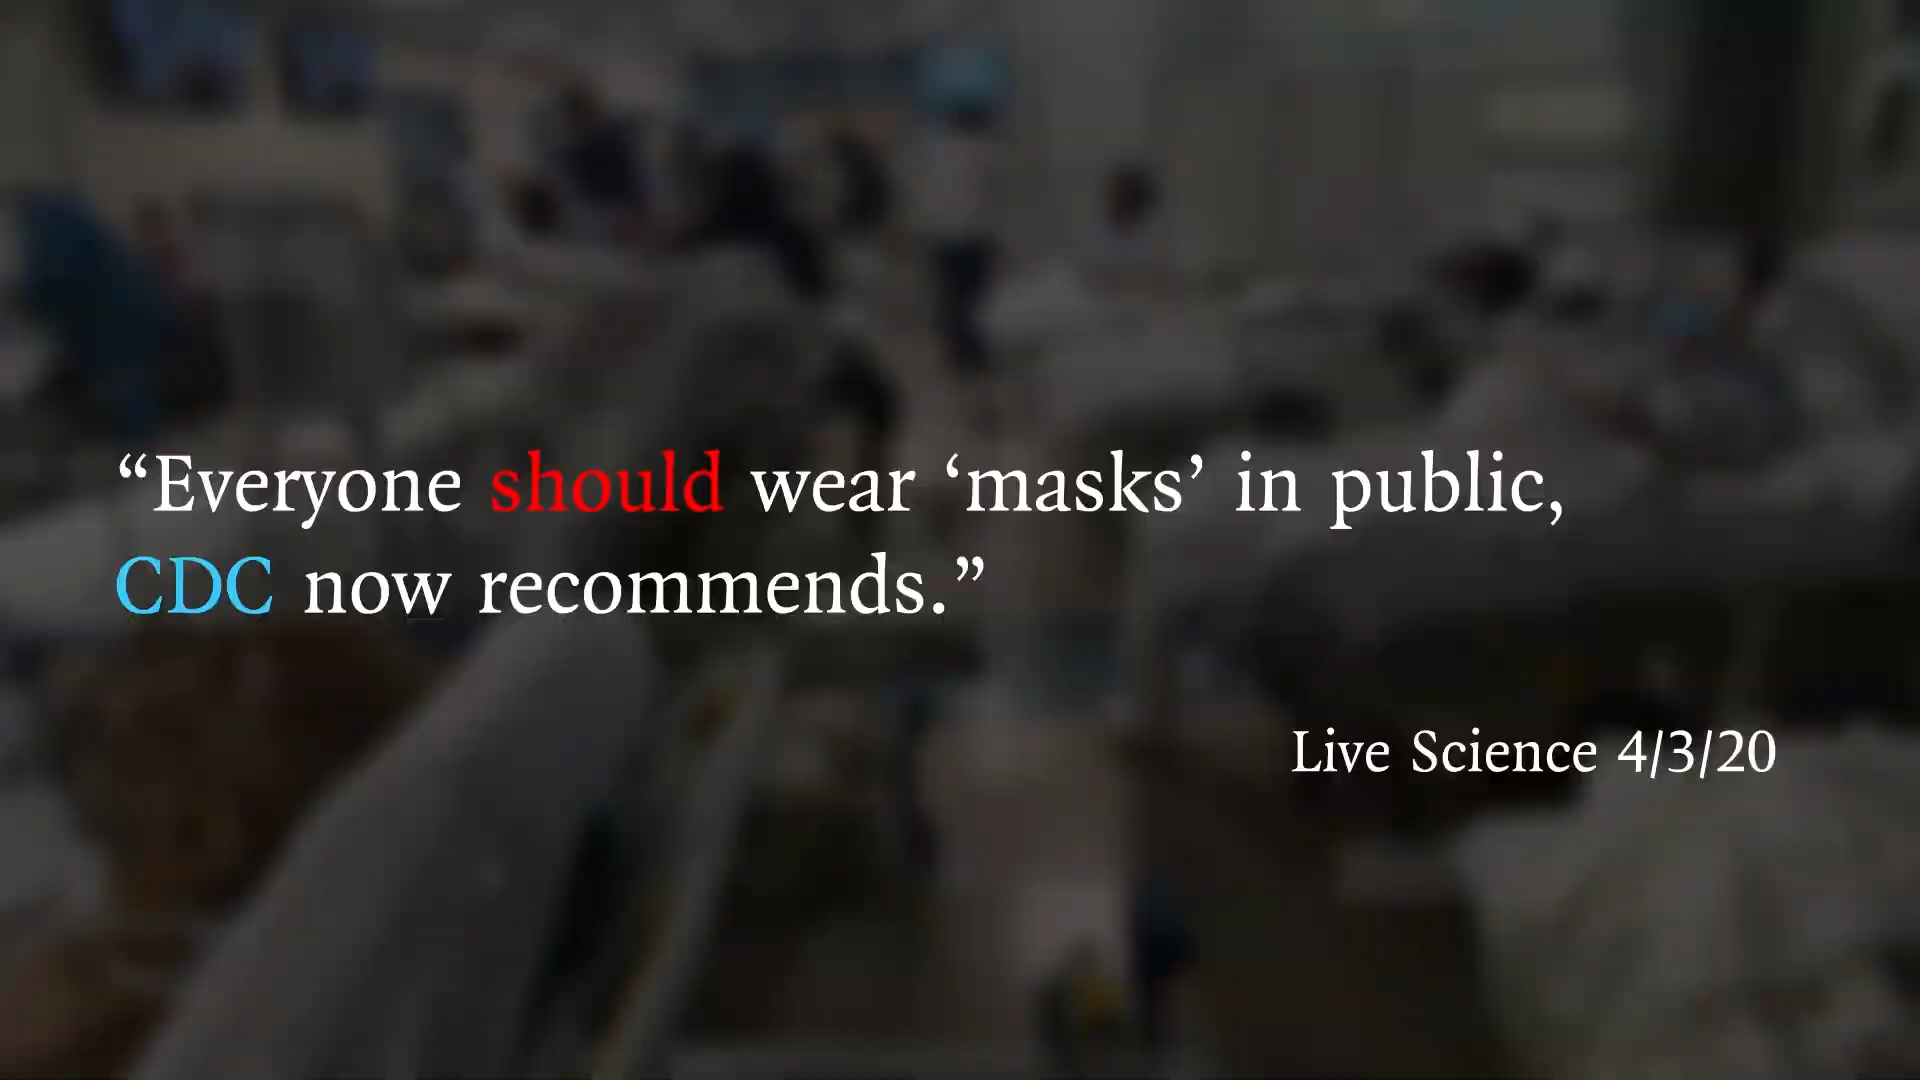 “Everyone should wear ‘masks’ in public,
CDC now recommends.”
Live Science 4/3/20